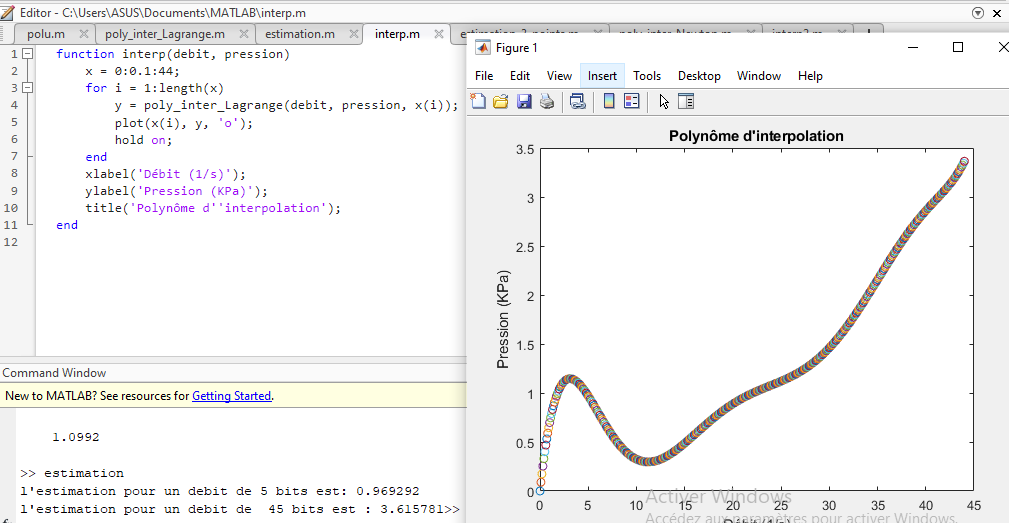 Editor - C:\Users\ASUS\Documents\MATLAB\interp.m
polu.m × poly_inter_Lagrange.m × estimation.m × interp.m ×
1 function interp(debit, pression)
2 x = 0:0.1:44;
3 for i = 1:length(x)
4 y = poly_inter_Lagrange(debit, pression, x(i));
5 plot(x(i), y, 'o');
6 hold on;
7 end
8 xlabel('Débit (1/s)');
9 ylabel('Pression (KPa)');
10 title('Polynôme d''interpolation');
11 end
12
Command Window
New to MATLAB? See resources for Getting Started.
1.0992
>> estimation
l'estimation pour un debit de 5 bits est: 0.969292
l'estimation pour un debit de  45 bits est : 3.615781>>
Figure 1
File Edit View Insert Tools Desktop Window Help
Polynôme d'interpolation
3.5
3
2.5
2
1.5
1
0.5
0
Pression (KPa)
0 5 10 15 20 25 30 35 40 45
Activer Windows
Accédez aux paramètres pour activer Windows.